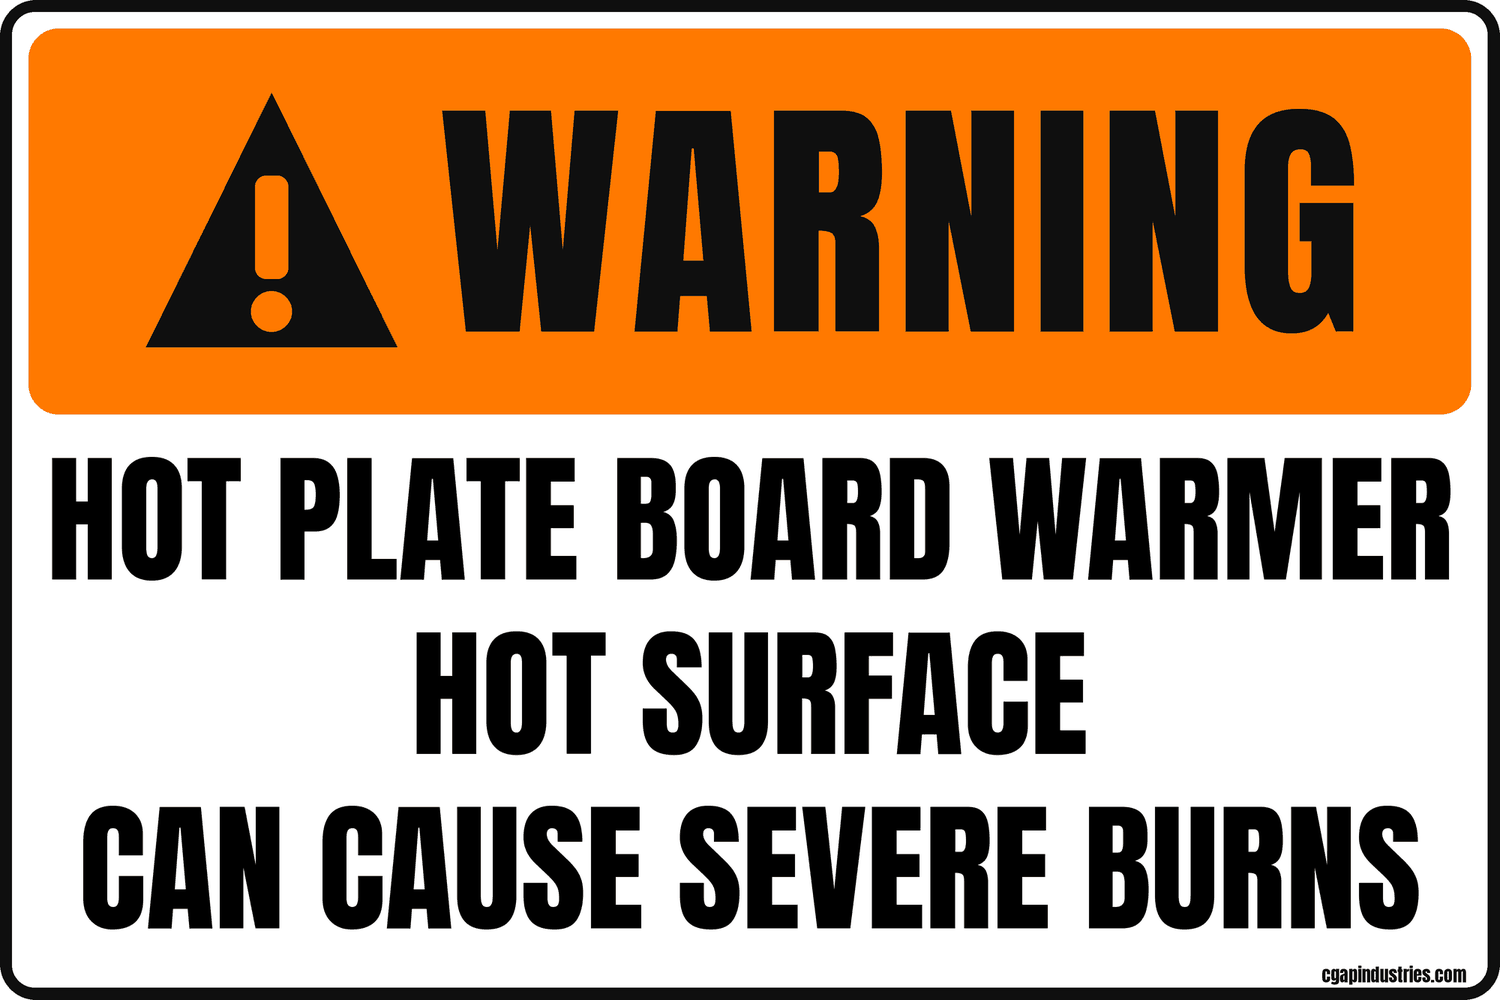 WARNING
HOT PLATE BOARD WARMER
HOT SURFACE
CAN CAUSE SEVERE BURNS
cgapindustries.com